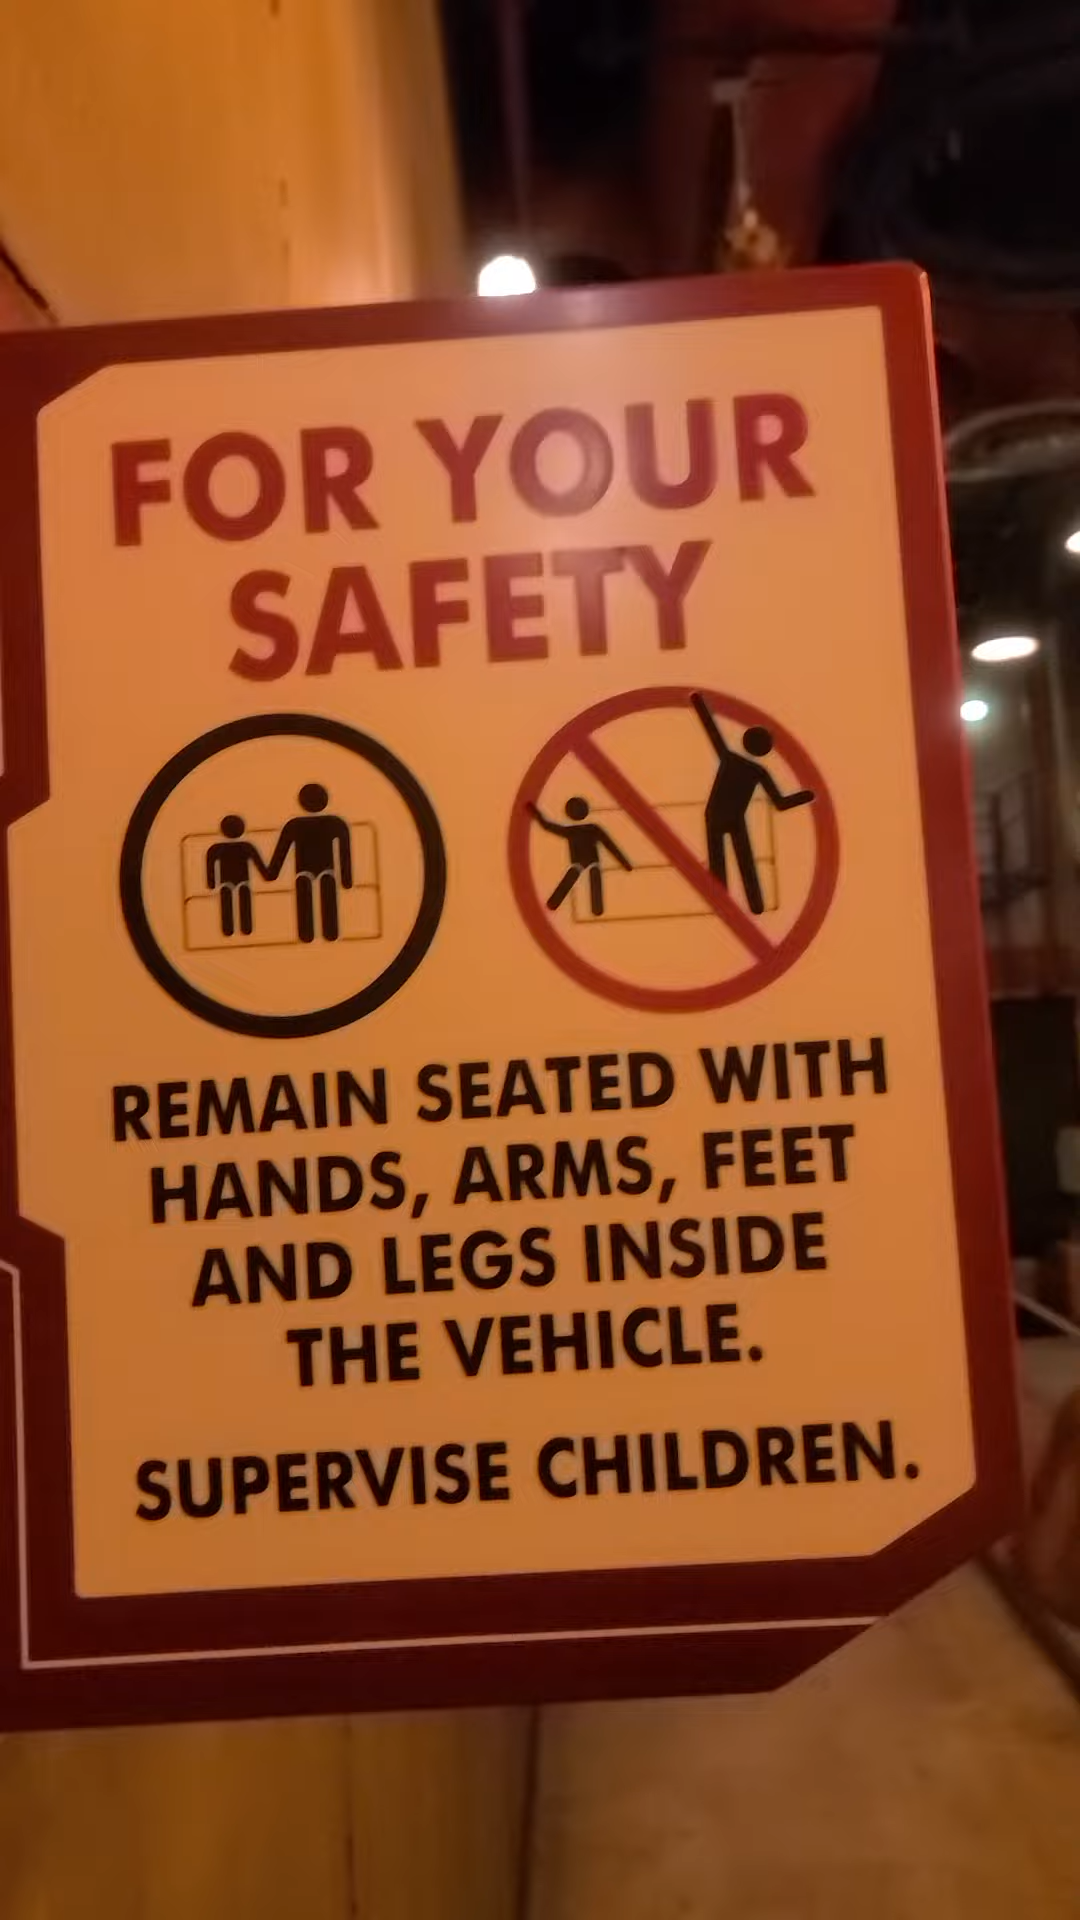 FOR YOUR
SAFETY
REMAIN SEATED WITH
HANDS, ARMS, FEET
AND LEGS INSIDE
THE VEHICLE.
SUPERVISE CHILDREN.